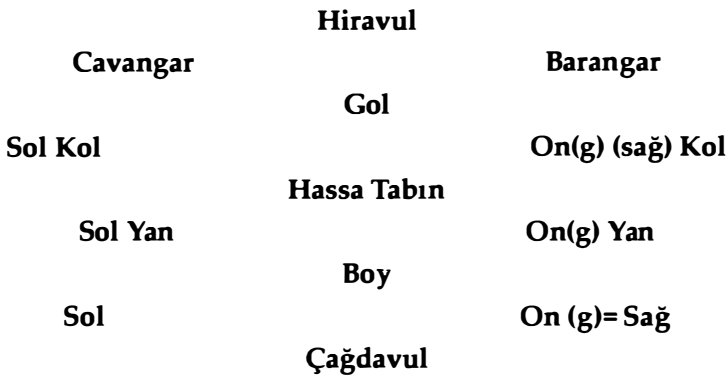 Hiravul
Cavangar Barangar
Gol
Sol Kol On(g) (sağ) Kol
Hassa Tabın
Sol Yan On(g) Yan
Boy
Sol On (g)= Sağ
Çağdavul